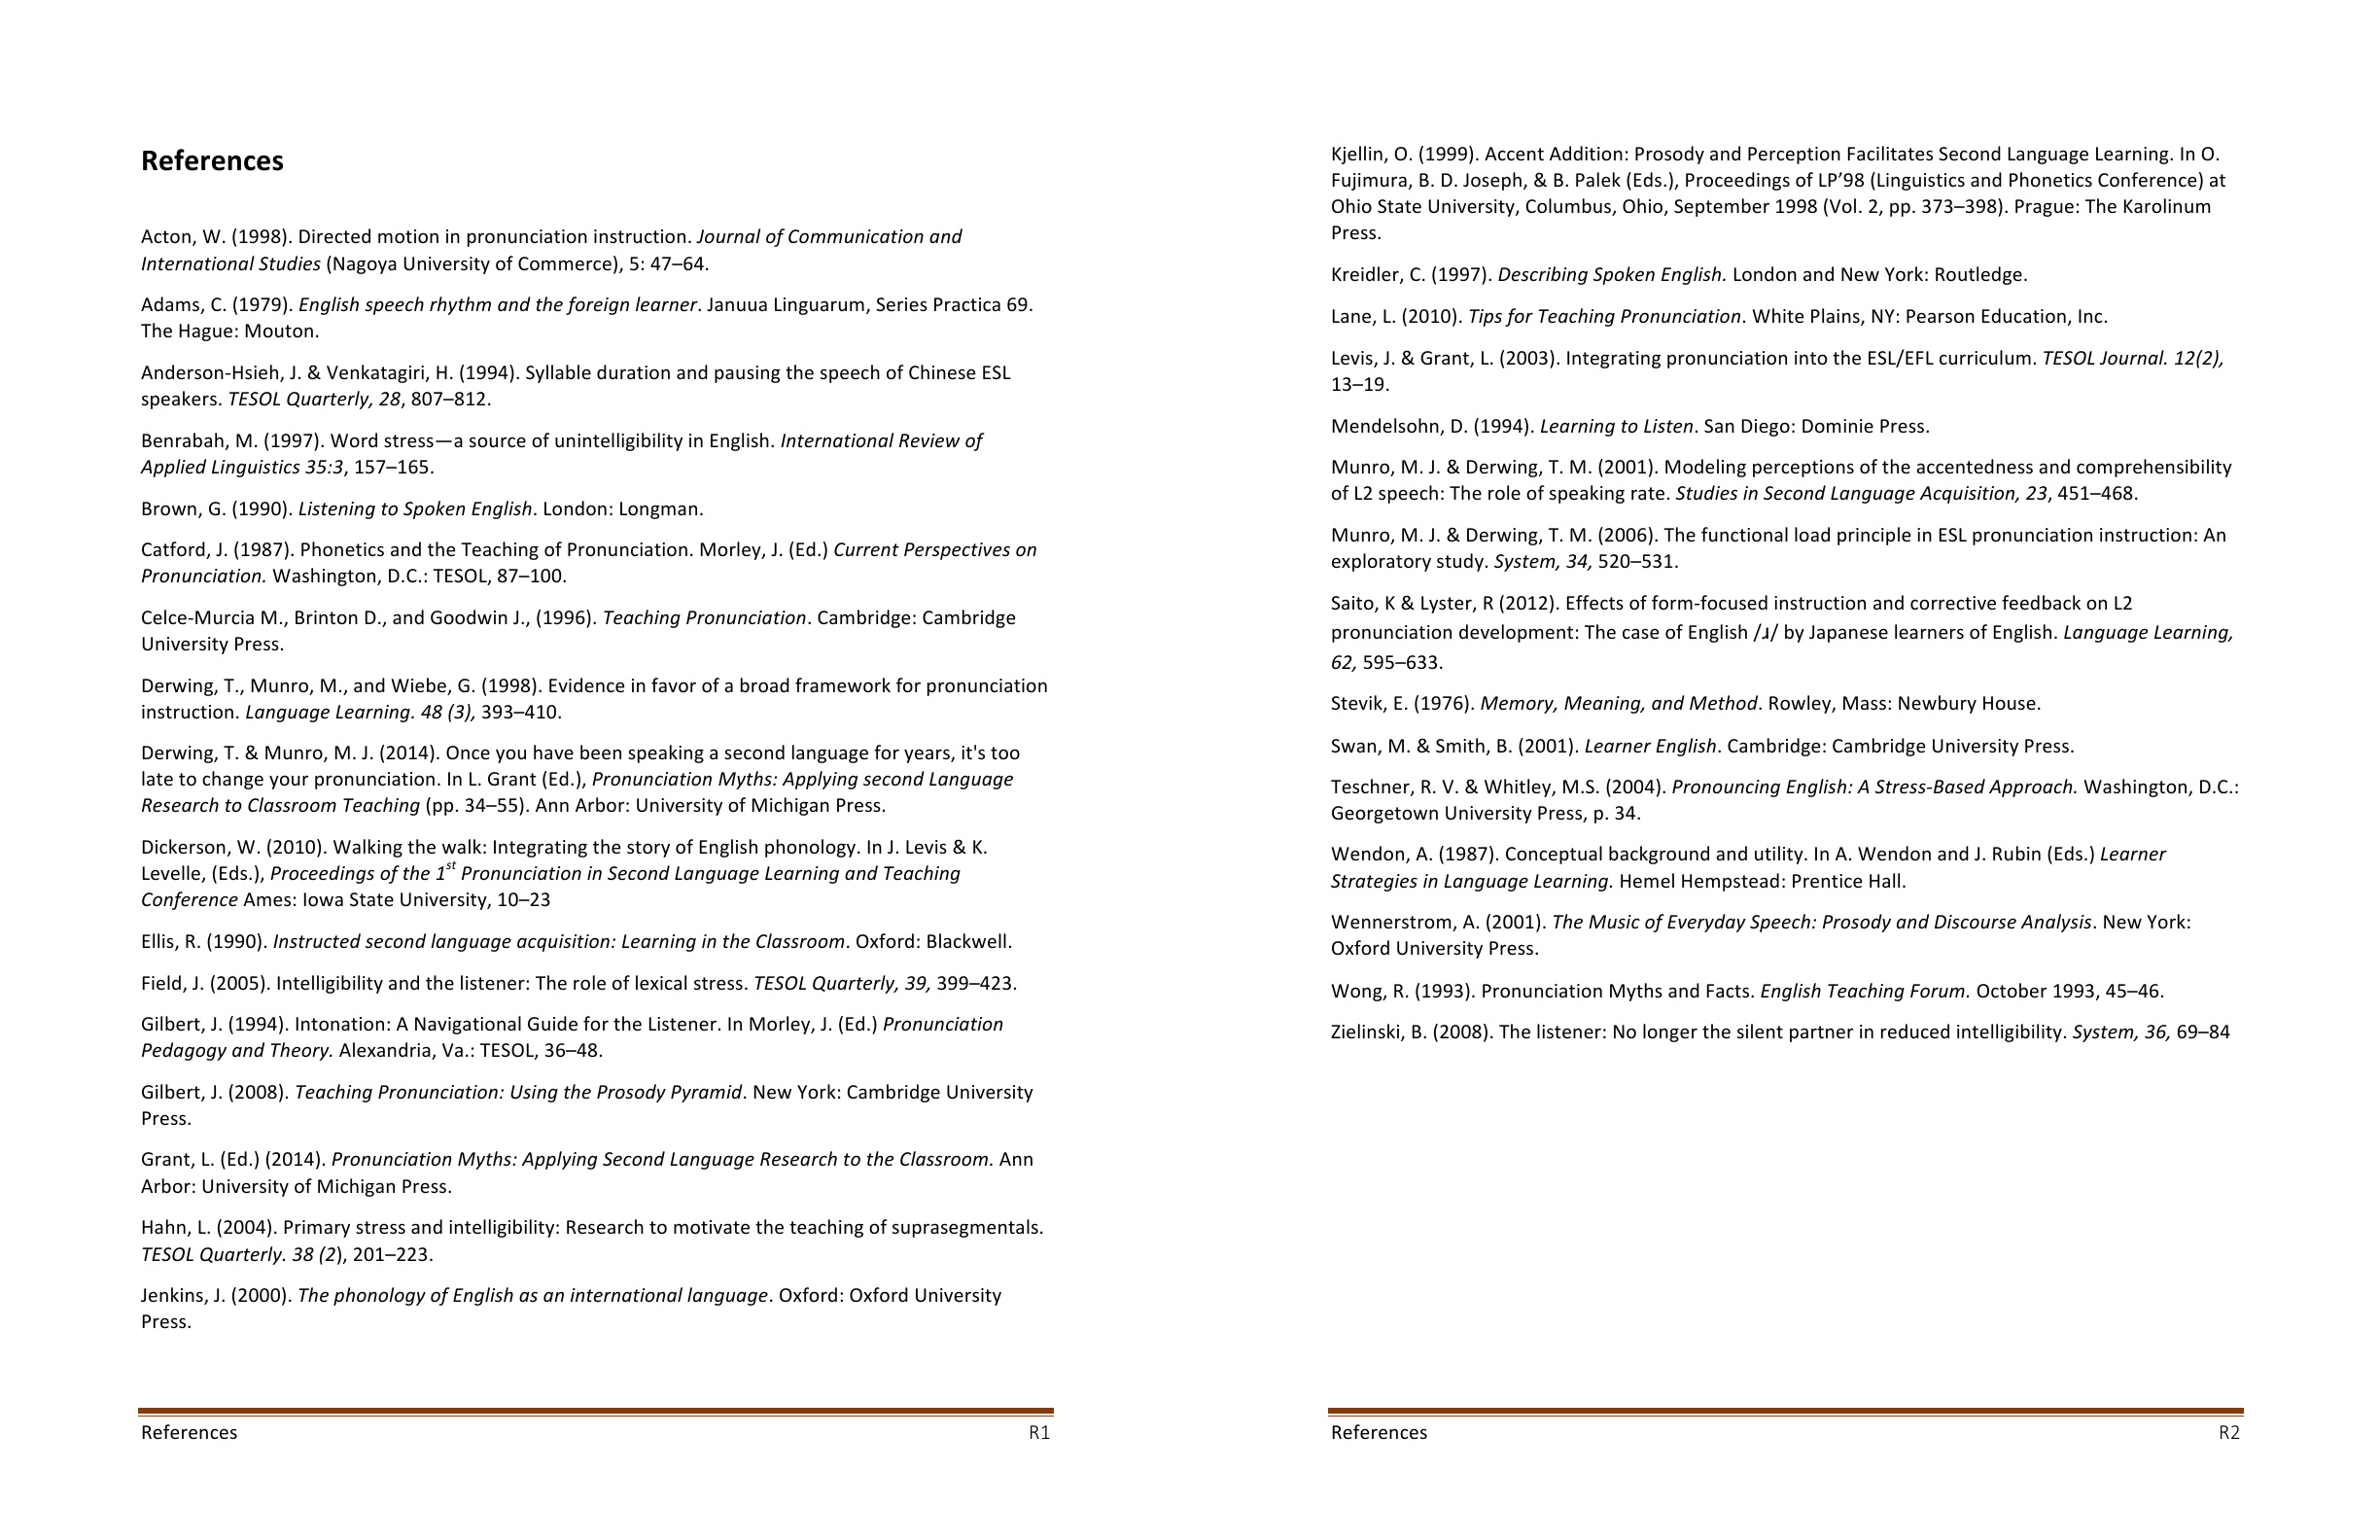 References
Acton, W. (1998). Directed motion in pronunciation instruction. Journal of Communication and
International Studies (Nagoya University of Commerce), 5: 47–64.
Adams, C. (1979). English speech rhythm and the foreign learner. Januua Linguarum, Series Practica 69.
The Hague: Mouton.
Anderson-Hsieh, J. & Venkatagiri, H. (1994). Syllable duration and pausing the speech of Chinese ESL
speakers. TESOL Quarterly, 28, 807–812.
Benrabah, M. (1997). Word stress—a source of unintelligibility in English. International Review of
Applied Linguistics 35:3, 157–165.
Brown, G. (1990). Listening to Spoken English. London: Longman.
Catford, J. (1987). Phonetics and the Teaching of Pronunciation. Morley, J. (Ed.) Current Perspectives on
Pronunciation. Washington, D.C.: TESOL, 87–100.
Celce-Murcia M., Brinton D., and Goodwin J., (1996). Teaching Pronunciation. Cambridge: Cambridge
University Press.
Derwing, T., Munro, M., and Wiebe, G. (1998). Evidence in favor of a broad framework for pronunciation
instruction. Language Learning. 48 (3), 393–410.
Derwing, T. & Munro, M. J. (2014). Once you have been speaking a second language for years, it's too
late to change your pronunciation. In L. Grant (Ed.), Pronunciation Myths: Applying second Language
Research to Classroom Teaching (pp. 34–55). Ann Arbor: University of Michigan Press.
Dickerson, W. (2010). Walking the walk: Integrating the story of English phonology. In J. Levis & K.
Levelle, (Eds.), Proceedings of the 1st Pronunciation in Second Language Learning and Teaching
Conference Ames: Iowa State University, 10–23
Ellis, R. (1990). Instructed second language acquisition: Learning in the Classroom. Oxford: Blackwell.
Field, J. (2005). Intelligibility and the listener: The role of lexical stress. TESOL Quarterly, 39, 399–423.
Gilbert, J. (1994). Intonation: A Navigational Guide for the Listener. In Morley, J. (Ed.) Pronunciation
Pedagogy and Theory. Alexandria, Va.: TESOL, 36–48.
Gilbert, J. (2008). Teaching Pronunciation: Using the Prosody Pyramid. New York: Cambridge University
Press.
Grant, L. (Ed.) (2014). Pronunciation Myths: Applying Second Language Research to the Classroom. Ann
Arbor: University of Michigan Press.
Hahn, L. (2004). Primary stress and intelligibility: Research to motivate the teaching of suprasegmentals.
TESOL Quarterly. 38 (2), 201–223.
Jenkins, J. (2000). The phonology of English as an international language. Oxford: Oxford University
Press.
References R1
Kjellin, O. (1999). Accent Addition: Prosody and Perception Facilitates Second Language Learning. In O.
Fujimura, B. D. Joseph, & B. Palek (Eds.), Proceedings of LP’98 (Linguistics and Phonetics Conference) at
Ohio State University, Columbus, Ohio, September 1998 (Vol. 2, pp. 373–398). Prague: The Karolinum
Press.
Kreidler, C. (1997). Describing Spoken English. London and New York: Routledge.
Lane, L. (2010). Tips for Teaching Pronunciation. White Plains, NY: Pearson Education, Inc.
Levis, J. & Grant, L. (2003). Integrating pronunciation into the ESL/EFL curriculum. TESOL Journal. 12(2),
13–19.
Mendelsohn, D. (1994). Learning to Listen. San Diego: Dominie Press.
Munro, M. J. & Derwing, T. M. (2001). Modeling perceptions of the accentedness and comprehensibility
of L2 speech: The role of speaking rate. Studies in Second Language Acquisition, 23, 451–468.
Munro, M. J. & Derwing, T. M. (2006). The functional load principle in ESL pronunciation instruction: An
exploratory study. System, 34, 520–531.
Saito, K & Lyster, R (2012). Effects of form-focused instruction and corrective feedback on L2
pronunciation development: The case of English /ɹ/ by Japanese learners of English. Language Learning,
62, 595–633.
Stevik, E. (1976). Memory, Meaning, and Method. Rowley, Mass: Newbury House.
Swan, M. & Smith, B. (2001). Learner English. Cambridge: Cambridge University Press.
Teschner, R. V. & Whitley, M.S. (2004). Pronouncing English: A Stress-Based Approach. Washington, D.C.:
Georgetown University Press, p. 34.
Wendon, A. (1987). Conceptual background and utility. In A. Wendon and J. Rubin (Eds.) Learner
Strategies in Language Learning. Hemel Hempstead: Prentice Hall.
Wennerstrom, A. (2001). The Music of Everyday Speech: Prosody and Discourse Analysis. New York:
Oxford University Press.
Wong, R. (1993). Pronunciation Myths and Facts. English Teaching Forum. October 1993, 45–46.
Zielinski, B. (2008). The listener: No longer the silent partner in reduced intelligibility. System, 36, 69–84
References R2